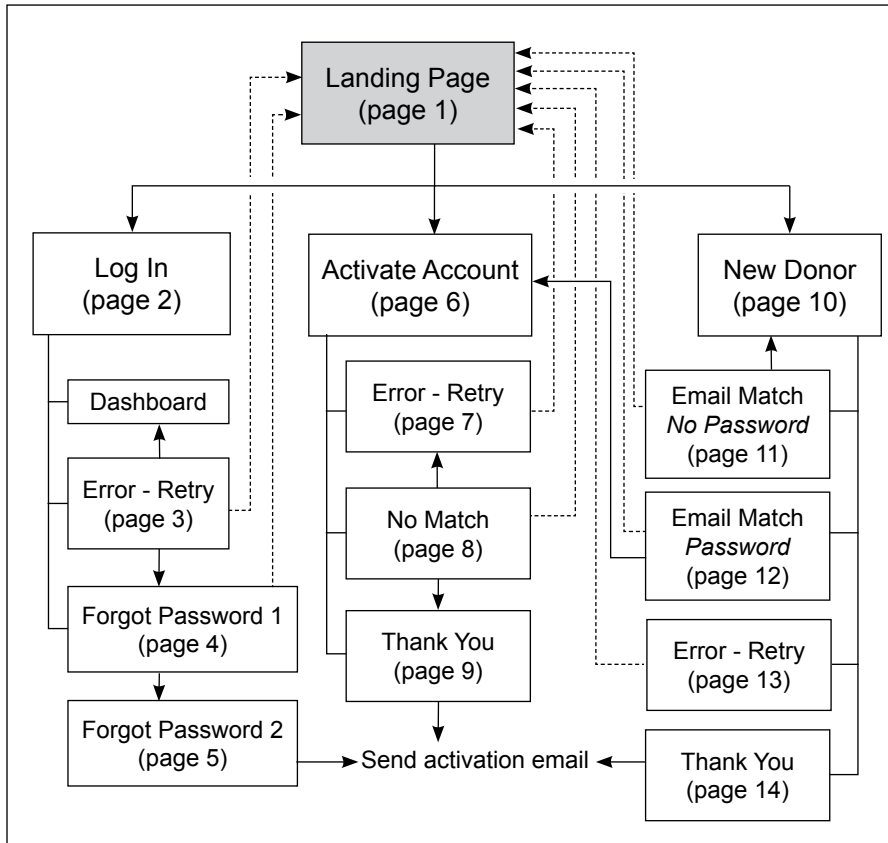 Landing Page
(page 1)
Log In
(page 2)
Activate Account
(page 6)
New Donor
(page 10)
Dashboard
Error - Retry
(page 3)
Forgot Password 1
(page 4)
Forgot Password 2
(page 5)
Error - Retry
(page 7)
No Match
(page 8)
Thank You
(page 9)
Send activation email
Email Match
No Password
(page 11)
Email Match
Password
(page 12)
Error - Retry
(page 13)
Thank You
(page 14)